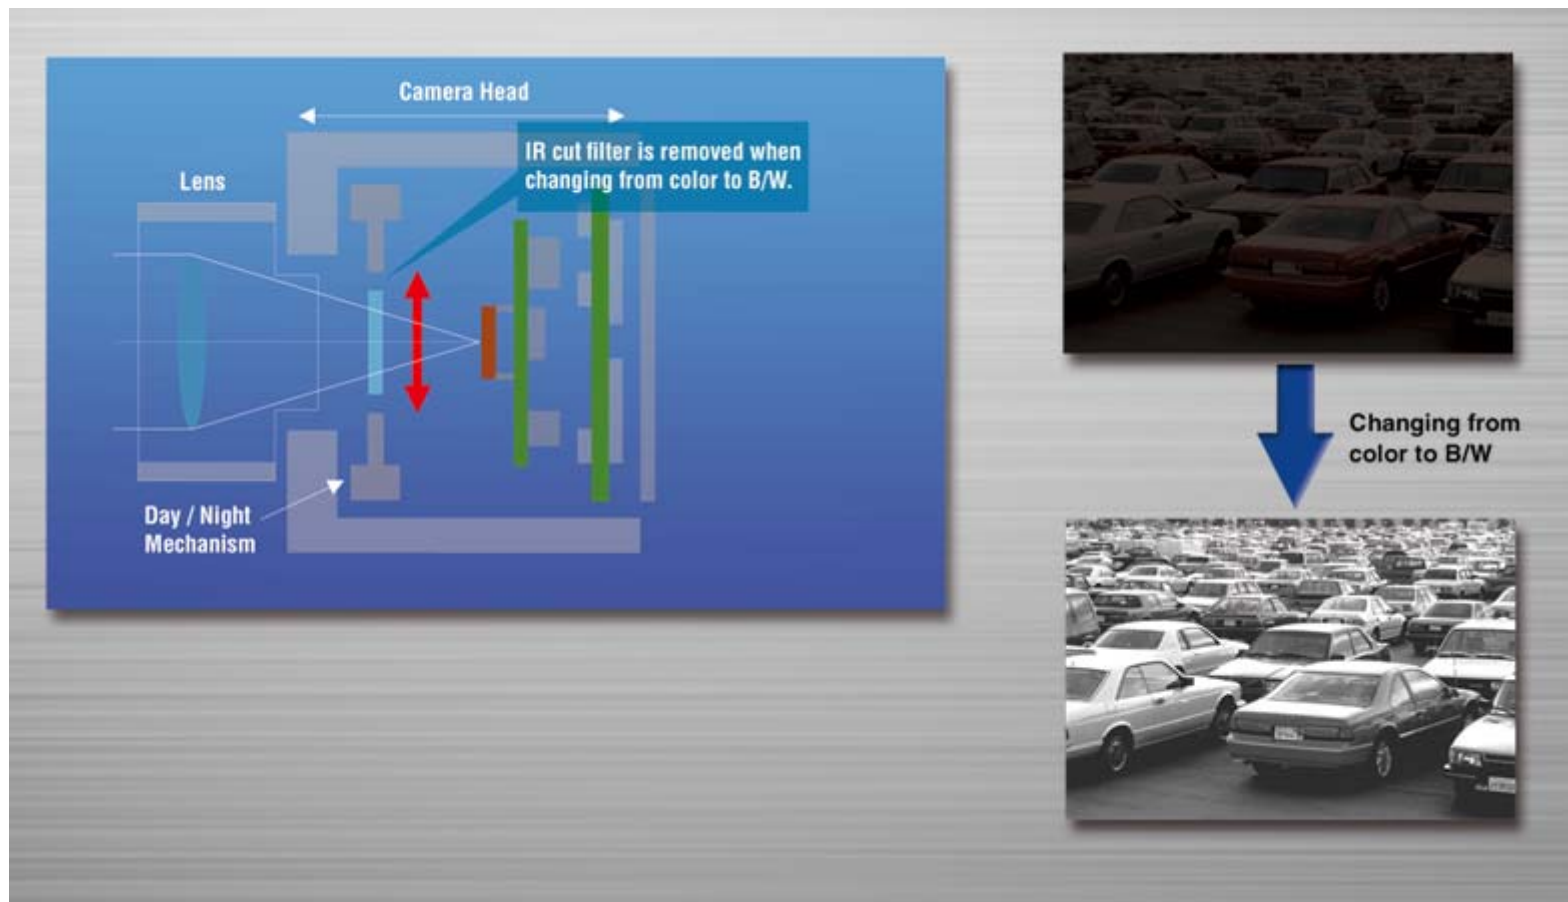 Camera Head
IR cut filter is removed when
changing from color to B/W.
Lens
Day / Night
Mechanism
Changing from
color to B/W